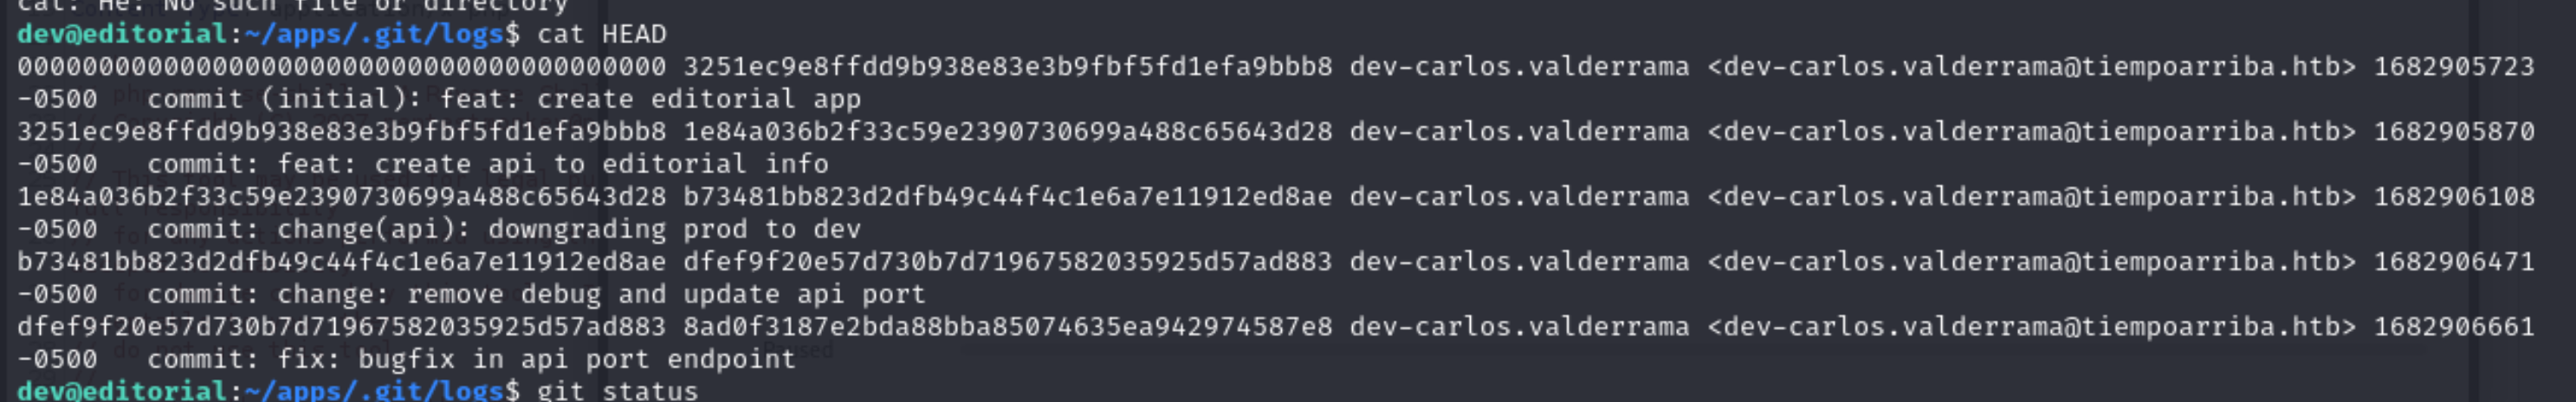 cat: He: No such file or directory
dev@editorial:~/apps/.git/logs$ cat HEAD
0000000000000000000000000000000000000000 3251ec9e8ffdd9b938e83e3b9fbf5fd1efa9bbb8 dev-carlos.valderrama <dev-carlos.valderrama@tiempoarriba.htb> 1682905723
-0500   commit (initial): feat: create editorial app
3251ec9e8ffdd9b938e83e3b9fbf5fd1efa9bbb8 1e84a036b2f33c59e2390730699a488c65643d28 dev-carlos.valderrama <dev-carlos.valderrama@tiempoarriba.htb> 1682905870
-0500   commit: feat: create api to editorial info
1e84a036b2f33c59e2390730699a488c65643d28 b73481bb823d2dfb49c44f4c1e6a7e11912ed8ae dev-carlos.valderrama <dev-carlos.valderrama@tiempoarriba.htb> 1682906108
-0500   commit: change(api): downgrading prod to dev
b73481bb823d2dfb49c44f4c1e6a7e11912ed8ae dfef9f20e57d730b7d71967582035925d57ad883 dev-carlos.valderrama <dev-carlos.valderrama@tiempoarriba.htb> 1682906471
-0500   commit: change: remove debug and update api port
dfef9f20e57d730b7d71967582035925d57ad883 8ad0f3187e2bda88bba85074635ea942974587e8 dev-carlos.valderrama <dev-carlos.valderrama@tiempoarriba.htb> 1682906661
-0500   commit: fix: bugfix in api port endpoint
Paused
dev@editorial:~/apps/.git/logs$ git status